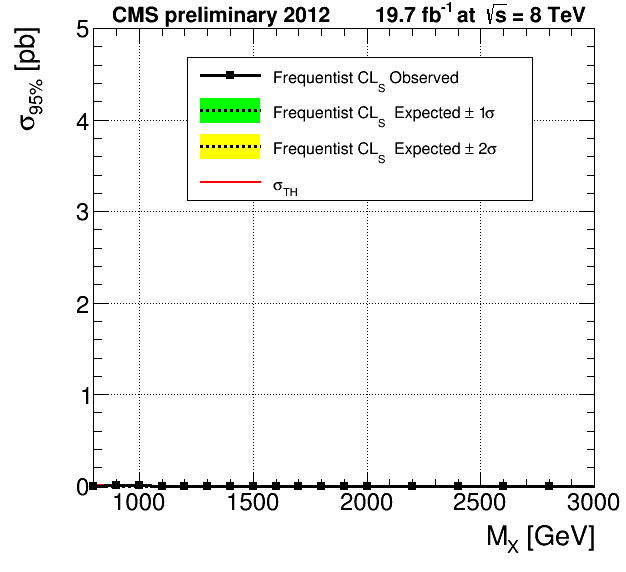 CMS preliminary 2012 19.7 fb⁻¹ at √s = 8 TeV
σ95% [pb]
5
4
3
2
1
0
Frequentist CLS Observed
Frequentist CLS Expected ± 1σ
Frequentist CLS Expected ± 2σ
σTH
1000 1500 2000 2500 3000
MX [GeV]